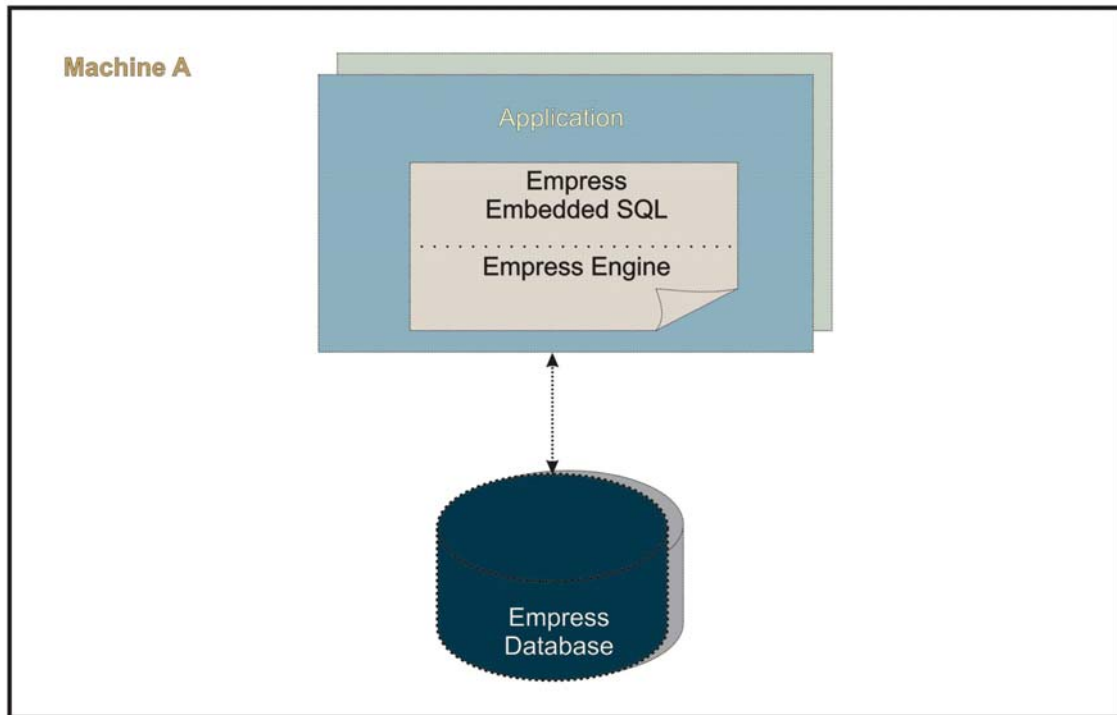 Machine A
Application
Empress
Embedded SQL
Empress Engine
Empress
Database